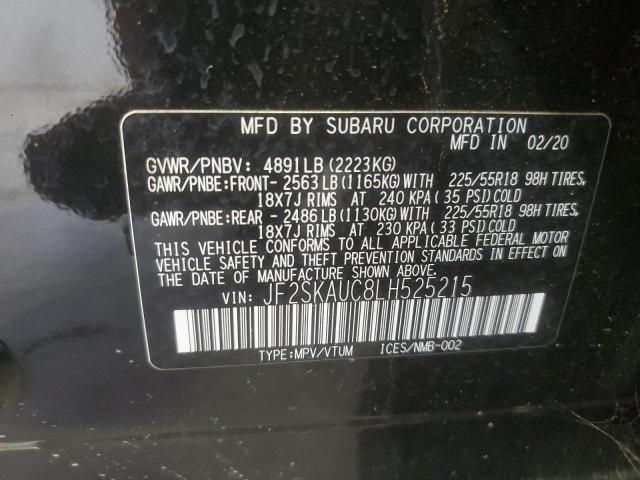 MFD BY SUBARU CORPORATION
MFD IN 02/20
GVWR/PNBV: 4891LB (2223KG)
GAWR/PNBE:FRONT- 2563LB (1165KG) WITH 225/55R18 98H TIRES,
18X7J RIMS AT 240 KPA ( 35 PSI) COLD
GAWR/PNBE:REAR - 2486LB (1130KG) WITH 225/55R18 98H TIRES,
18X7J RIMS AT 230 KPA ( 33 PSI) COLD
THIS VEHICLE CONFORMS TO ALL APPLICABLE FEDERAL MOTOR
VEHICLE SAFETY AND THEFT PREVENTION STANDARDS IN EFFECT ON
THE DATE OF MANUFACTURE SHOWN ABOVE.
VIN: JF2SKAUC8LH525215
TYPE:MPV/VTUM ICES/NMB-002